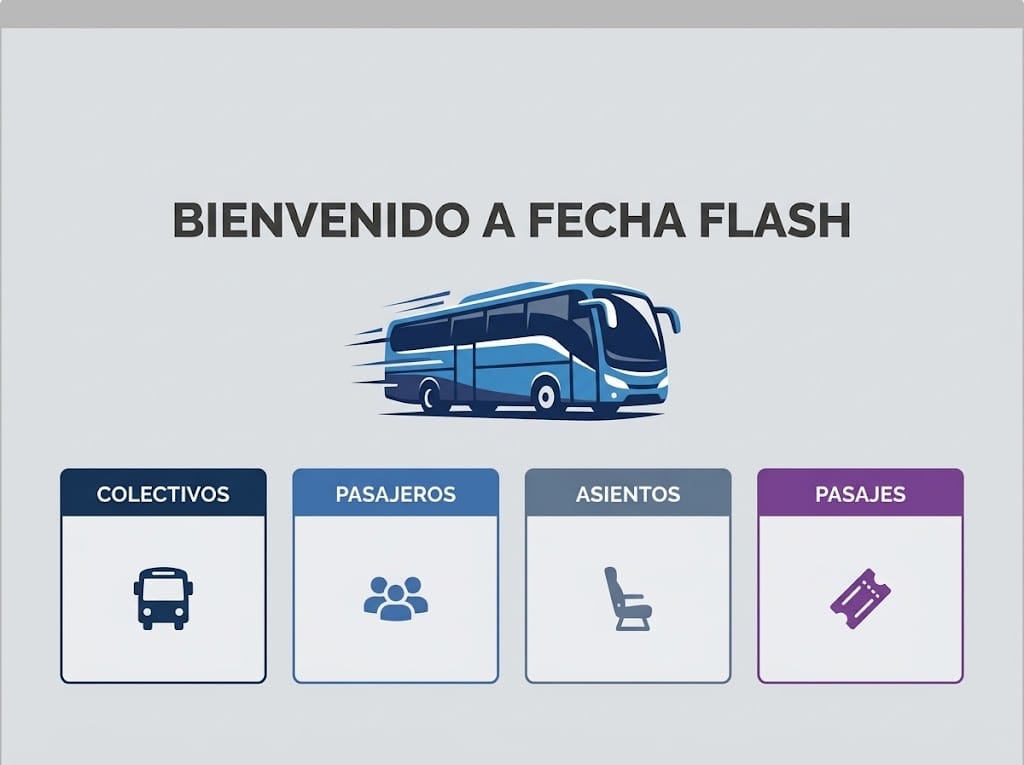 BIENVENIDO A FECHA FLASH
COLECTIVOS
PASAJEROS
ASIENTOS
PASAJES